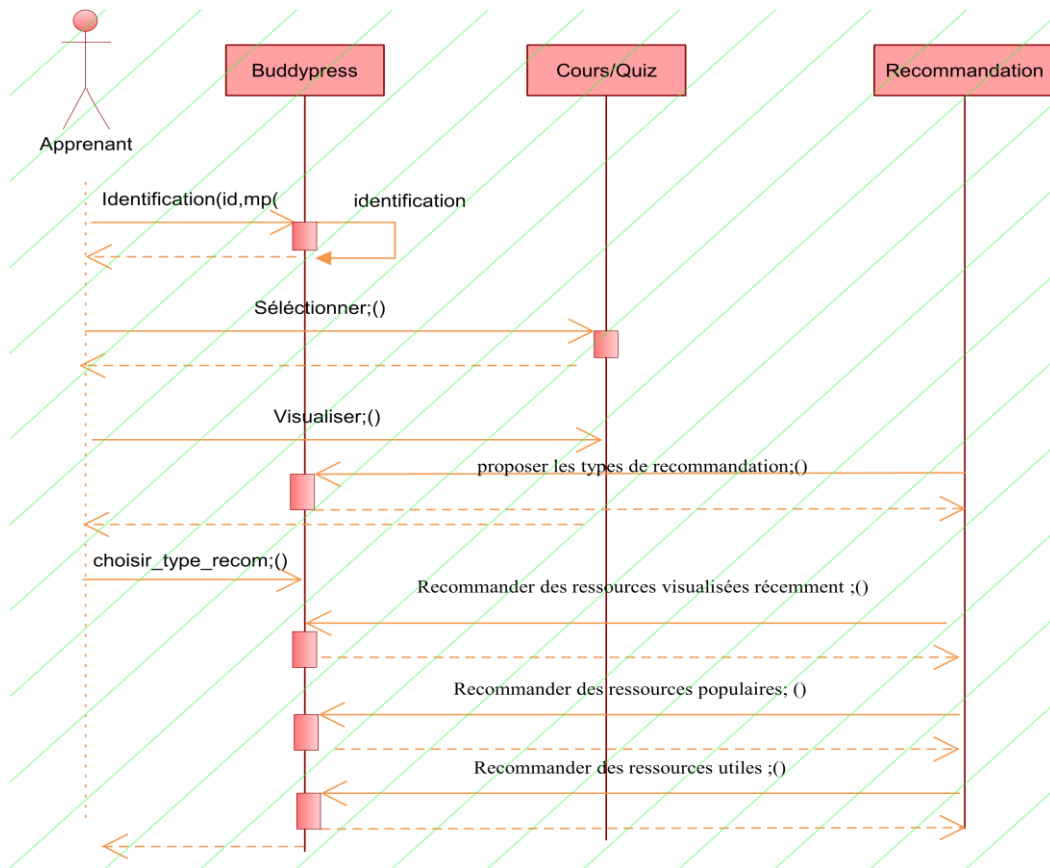 Buddypress
Cours/Quiz
Recommandation
Apprenant
Identification(id,mp(
identification
Séléctionner;()
Visualiser;()
proposer les types de recommandation;()
choisir_type_recom;()
Recommander des ressources visualisées récemment ;()
Recommander des ressources populaires; ()
Recommander des ressources utiles ;()